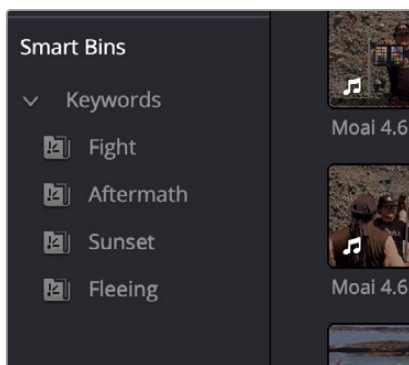 Smart Bins
Keywords
Fight
Aftermath
Sunset
Fleeing
Moai 4.6
Moai 4.6